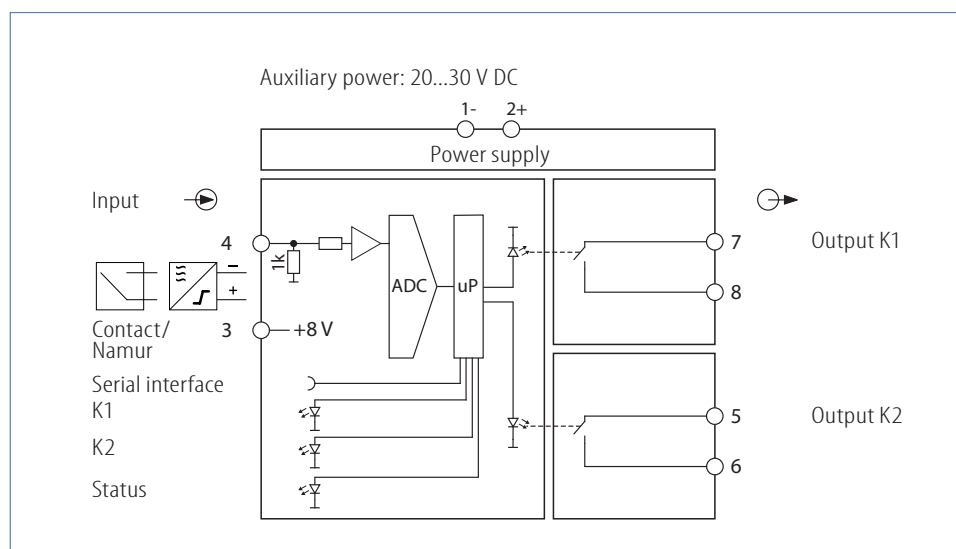 Auxiliary power: 20...30 V DC
1- 2+
Power supply
Input
4
7
Output K1
1k
ADC
uP
8
−
+
Contact/
Namur
3
+8 V
Serial interface
K1
5
Output K2
K2
6
Status